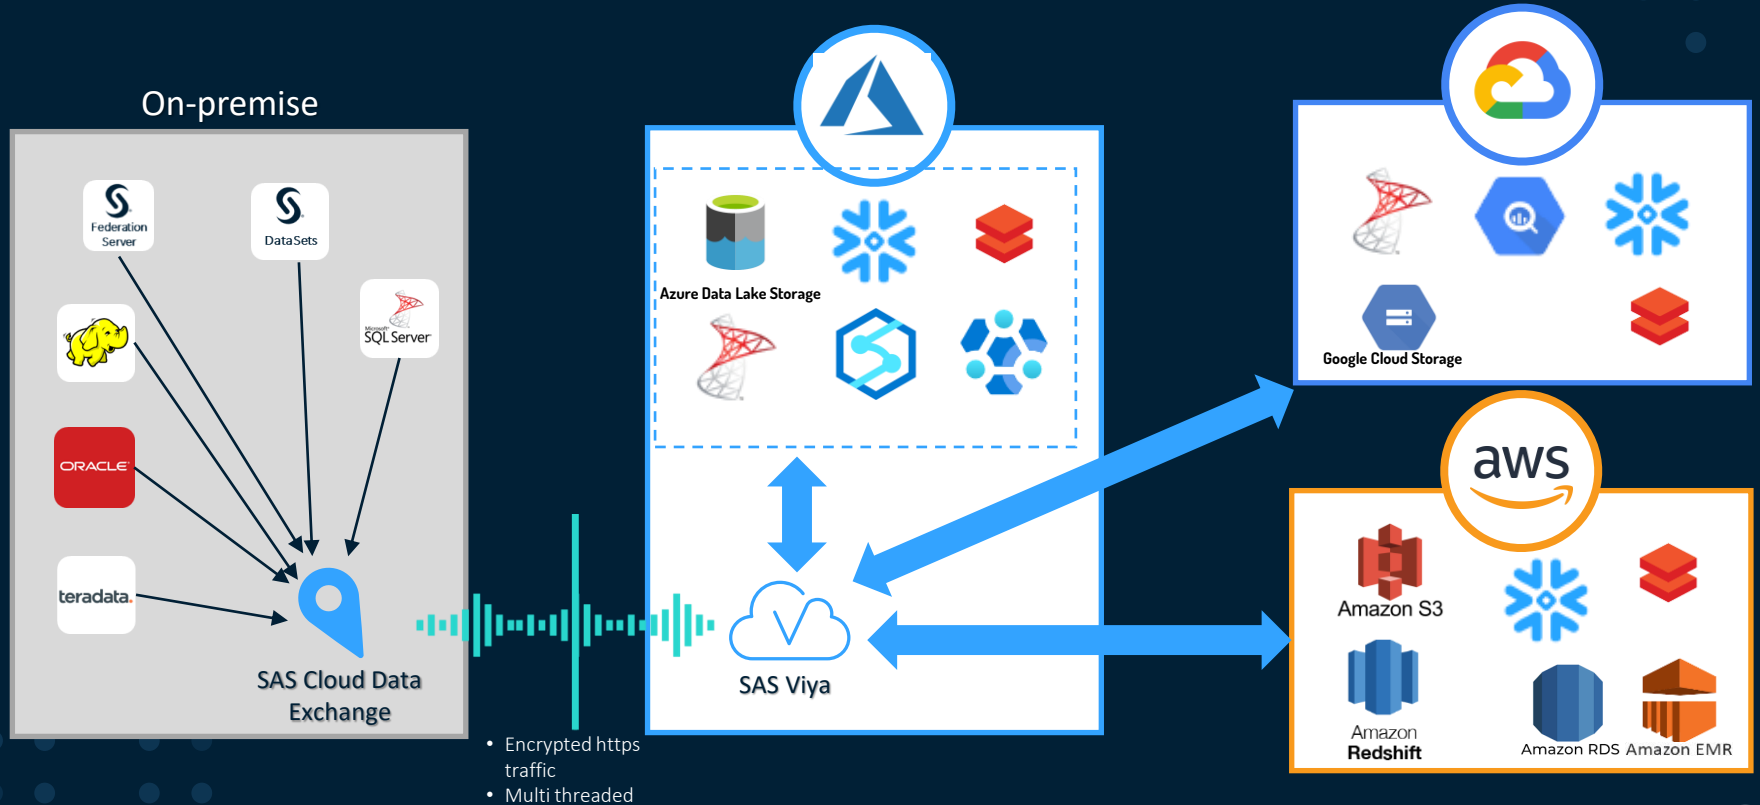 On-premise
Federation
Server
DataSets
Microsoft®
SQL Server®
ORACLE®
teradata.
SAS Cloud Data
Exchange
• Encrypted https
traffic
• Multi threaded
Azure Data Lake Storage
SAS Viya
Google Cloud Storage
aws
Amazon S3
Amazon
Redshift
Amazon RDS
Amazon EMR